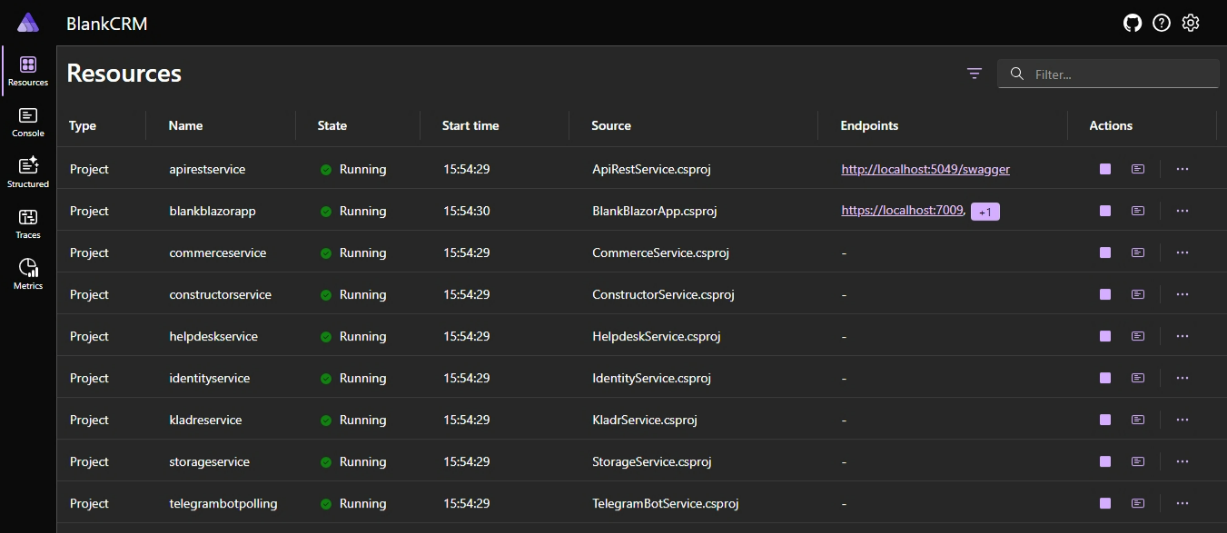 BlankCRM
Resources
Resources
Filter...
Console
Structured
Traces
Metrics
Type Name State Start time Source Endpoints Actions
Project apirestservice Running 15:54:29 ApiRestService.csproj http://localhost:5049/swagger
Project blankblazorapp Running 15:54:30 BlankBlazorApp.csproj https://localhost:7009, +1
Project commerceservice Running 15:54:29 CommerceService.csproj -
Project constructorservice Running 15:54:29 ConstructorService.csproj -
Project helpdeskservice Running 15:54:29 HelpdeskService.csproj -
Project identityservice Running 15:54:29 IdentityService.csproj -
Project kladreservice Running 15:54:29 KladrService.csproj -
Project storageservice Running 15:54:29 StorageService.csproj -
Project telegrambotpolling Running 15:54:29 TelegramBotService.csproj -